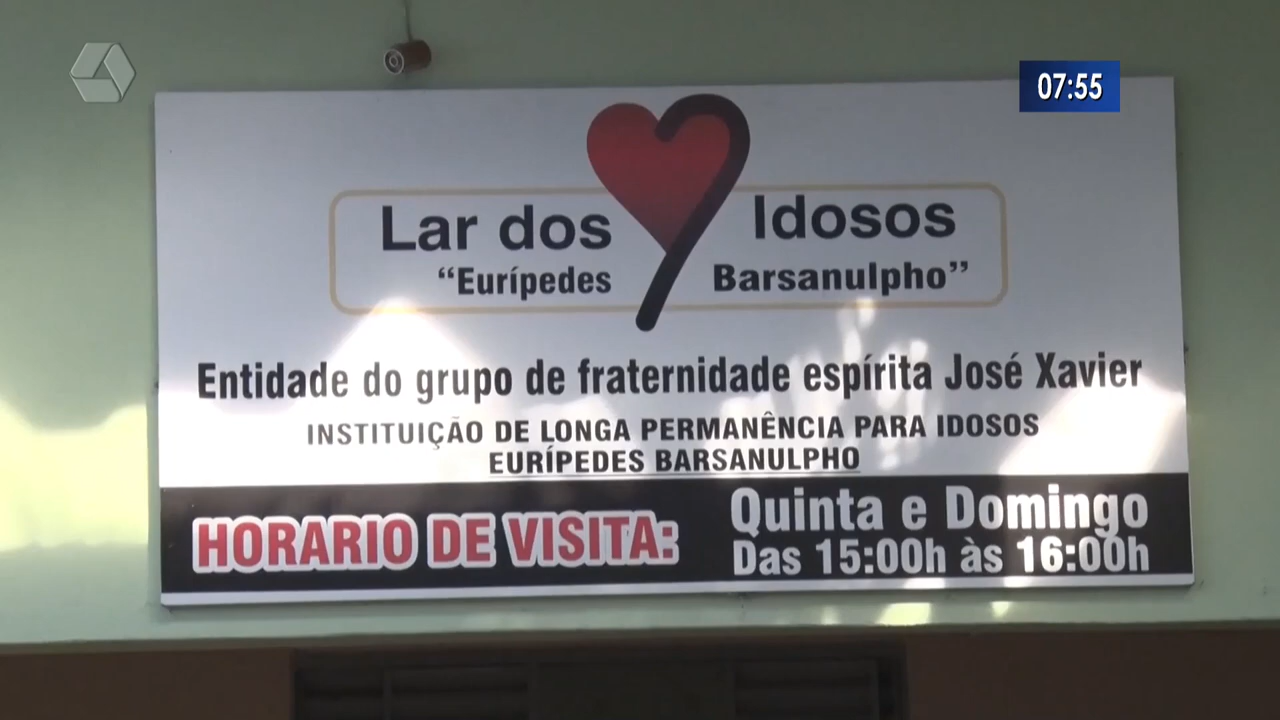 07:55
Lar dos Idosos
“Eurípedes Barsanulpho”
Entidade do grupo de fraternidade espírita José Xavier
INSTITUIÇÃO DE LONGA PERMANÊNCIA PARA IDOSOS
EURÍPEDES BARSANULPHO
HORARIO DE VISITA:
Quinta e Domingo
Das 15:00h às 16:00h